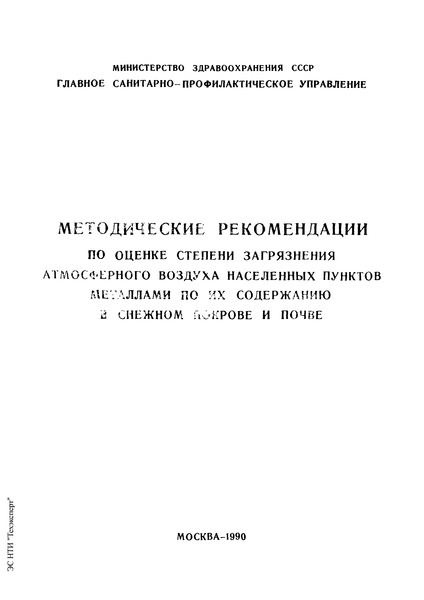 МИНИСТЕРСТВО ЗДРАВООХРАНЕНИЯ СССР
ГЛАВНОЕ САНИТАРНО-ПРОФИЛАКТИЧЕСКОЕ УПРАВЛЕНИЕ
МЕТОДИЧЕСКИЕ РЕКОМЕНДАЦИИ
ПО ОЦЕНКЕ СТЕПЕНИ ЗАГРЯЗНЕНИЯ
АТМОСФЕРНОГО ВОЗДУХА НАСЕЛЕННЫХ ПУНКТОВ
МЕТАЛЛАМИ ПО ИХ СОДЕРЖАНИЮ
В СНЕЖНОМ ПОКРОВЕ И ПОЧВЕ
МОСКВА-1990
ЭС НТИ "Техэксперт"